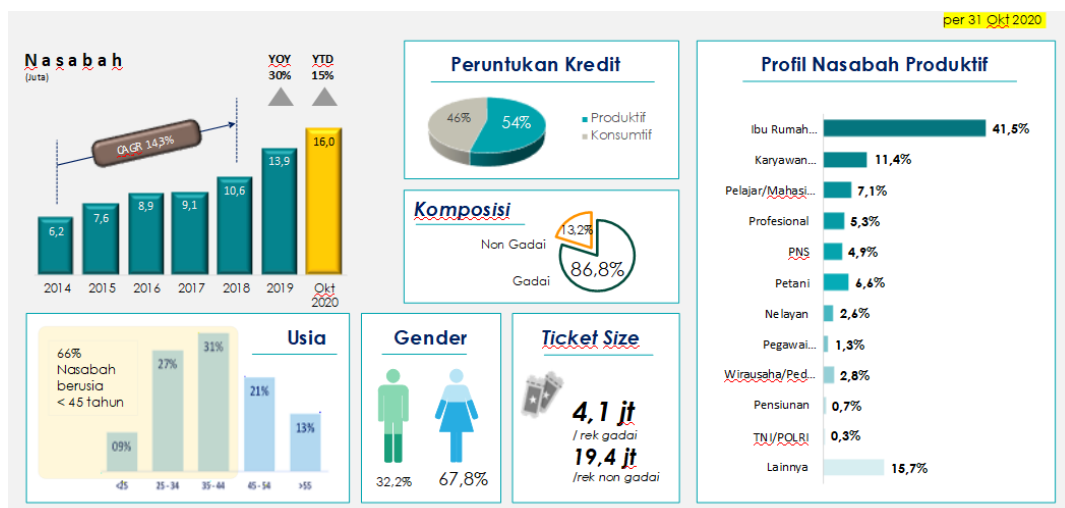 per 31 Okt 2020
Nasabah
(Juta)
YOY
30%
YTD
15%
CAGR 14,3%
6,2
7,6
8,9
9,1
10,6
13,9
16,0
2014
2015
2016
2017
2018
2019
Okt
2020
Peruntukan Kredit
46%
54%
Produktif
Konsumtif
Komposisi
13,2%
Non Gadai
86,8%
Gadai
Profil Nasabah Produktif
Ibu Rumah... 41,5%
Karyawan... 11,4%
Pelajar/Mahasi... 7,1%
Profesional 5,3%
PNS 4,9%
Petani 6,6%
Nelayan 2,6%
Pegawai... 1,3%
Wirausaha/Ped... 2,8%
Pensiunan 0,7%
TNI/POLRI 0,3%
Lainnya 15,7%
Usia
66%
Nasabah
berusia
< 45 tahun
09%
27%
31%
21%
13%
<25
25 - 34
35 - 44
45 - 54
>55
Gender
32,2%
67,8%
Ticket Size
4,1 jt
/ rek gadai
19,4 jt
/rek non gadai